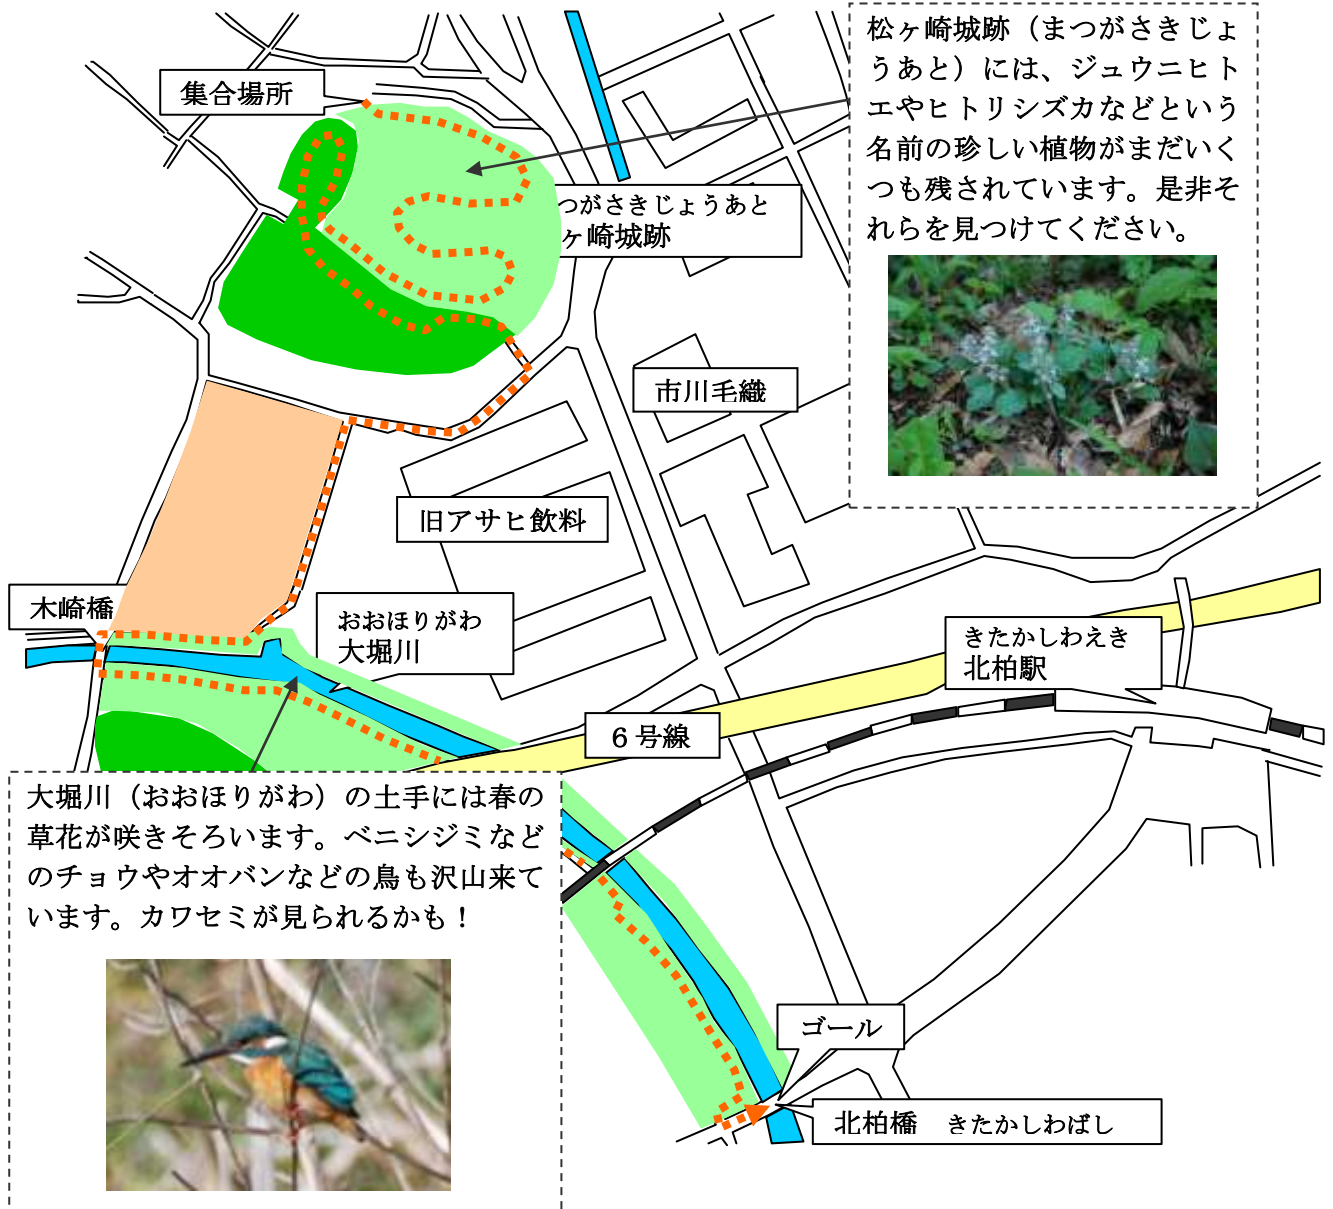 集合場所
松ヶ崎城跡（まつがさきじょ
うあと）には、ジュウニヒト
エやヒトリシズカなどという
名前の珍しい植物がまだいく
つも残されています。是非そ
れらを見つけてください。
つがさきじょうあと
ヶ崎城跡
市川毛織
旧アサヒ飲料
木崎橋
おおほりがわ
大堀川
きたかしわえき
北柏駅
６号線
大堀川（おおほりがわ）の土手には春の
草花が咲きそろいます。ベニシジミなど
のチョウやオオバンなどの鳥も沢山来て
います。カワセミが見られるかも！
ゴール
北柏橋　きたかしわばし